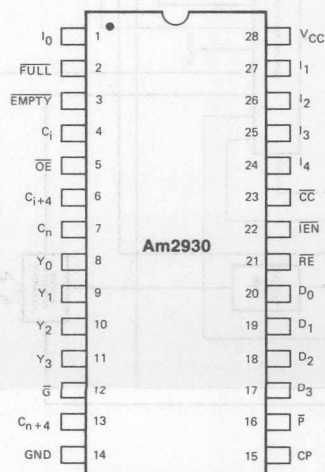 I0 1 28 VCC
FULL 2 27 I1
EMPTY 3 26 I2
Ci 4 25 I3
OE 5 24 I4
Ci+4 6 23 CC
Cn 7 22 IEN
Am2930
Y0 8 21 RE
Y1 9 20 D0
Y2 10 19 D1
Y3 11 18 D2
G 12 17 D3
Cn+4 13 16 P
GND 14 15 CP